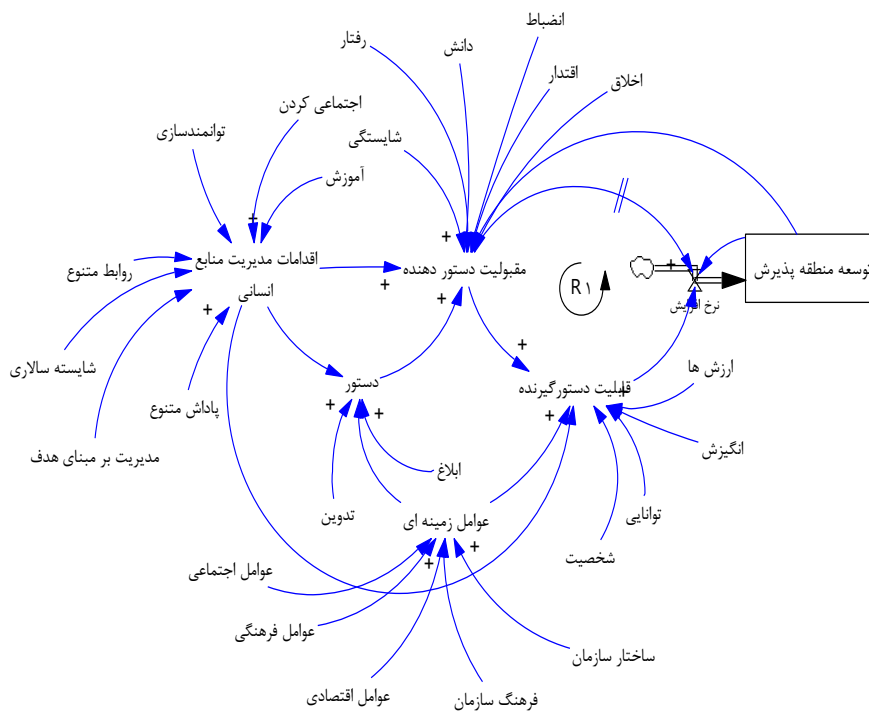 انضباط
رفتار
دانش
اقتدار
اخلاق
اجتماعی کردن
توانمندسازی
شایستگی
آموزش
+
+
اقدامات مدیریت منابع
انسانی
مقبولیت دستور دهنده
+
توسعه منطقه پذیرش
روابط متنوع
+
+
R۱
نرخ افزایش
+
+
شایسته سالاری
دستور
قابلیت دستورگیرنده
+
ارزش ها
پاداش متنوع
+
+
+
انگیزش
مدیریت بر مبنای هدف
ابلاغ
تدوین
عوامل زمینه ای
توانایی
+
+
شخصیت
عوامل اجتماعی
عوامل فرهنگی
ساختار سازمان
عوامل اقتصادی
فرهنگ سازمان